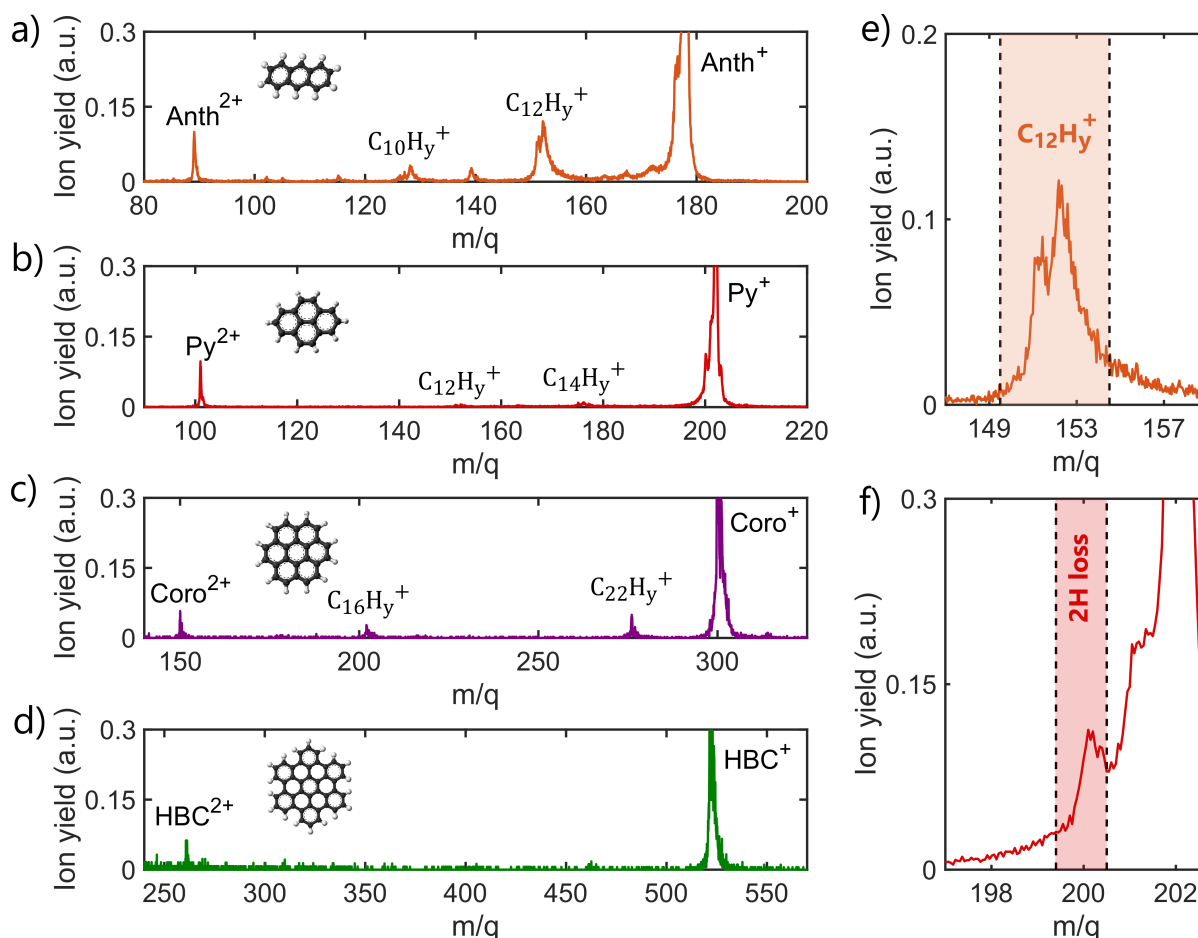 a)
Ion yield (a.u.)
0.3
0.15
0
Anth²⁺
C₁₀Hy⁺
C₁₂Hy⁺
Anth⁺
80 100 120 140 160 180 200
m/q
b)
Ion yield (a.u.)
0.3
0.15
0
Py²⁺
C₁₂Hy⁺
C₁₄Hy⁺
Py⁺
100 120 140 160 180 200 220
m/q
c)
Ion yield (a.u.)
0.3
0.15
0
Coro²⁺
C₁₆Hy⁺
C₂₂Hy⁺
Coro⁺
150 200 250 300
m/q
d)
Ion yield (a.u.)
0.3
0.15
0
HBC²⁺
HBC⁺
250 300 350 400 450 500 550
m/q
e)
Ion yield (a.u.)
0.2
0.1
0
C₁₂Hy⁺
149 153 157
m/q
f)
Ion yield (a.u.)
0.3
0.15
0
2H loss
198 200 202
m/q